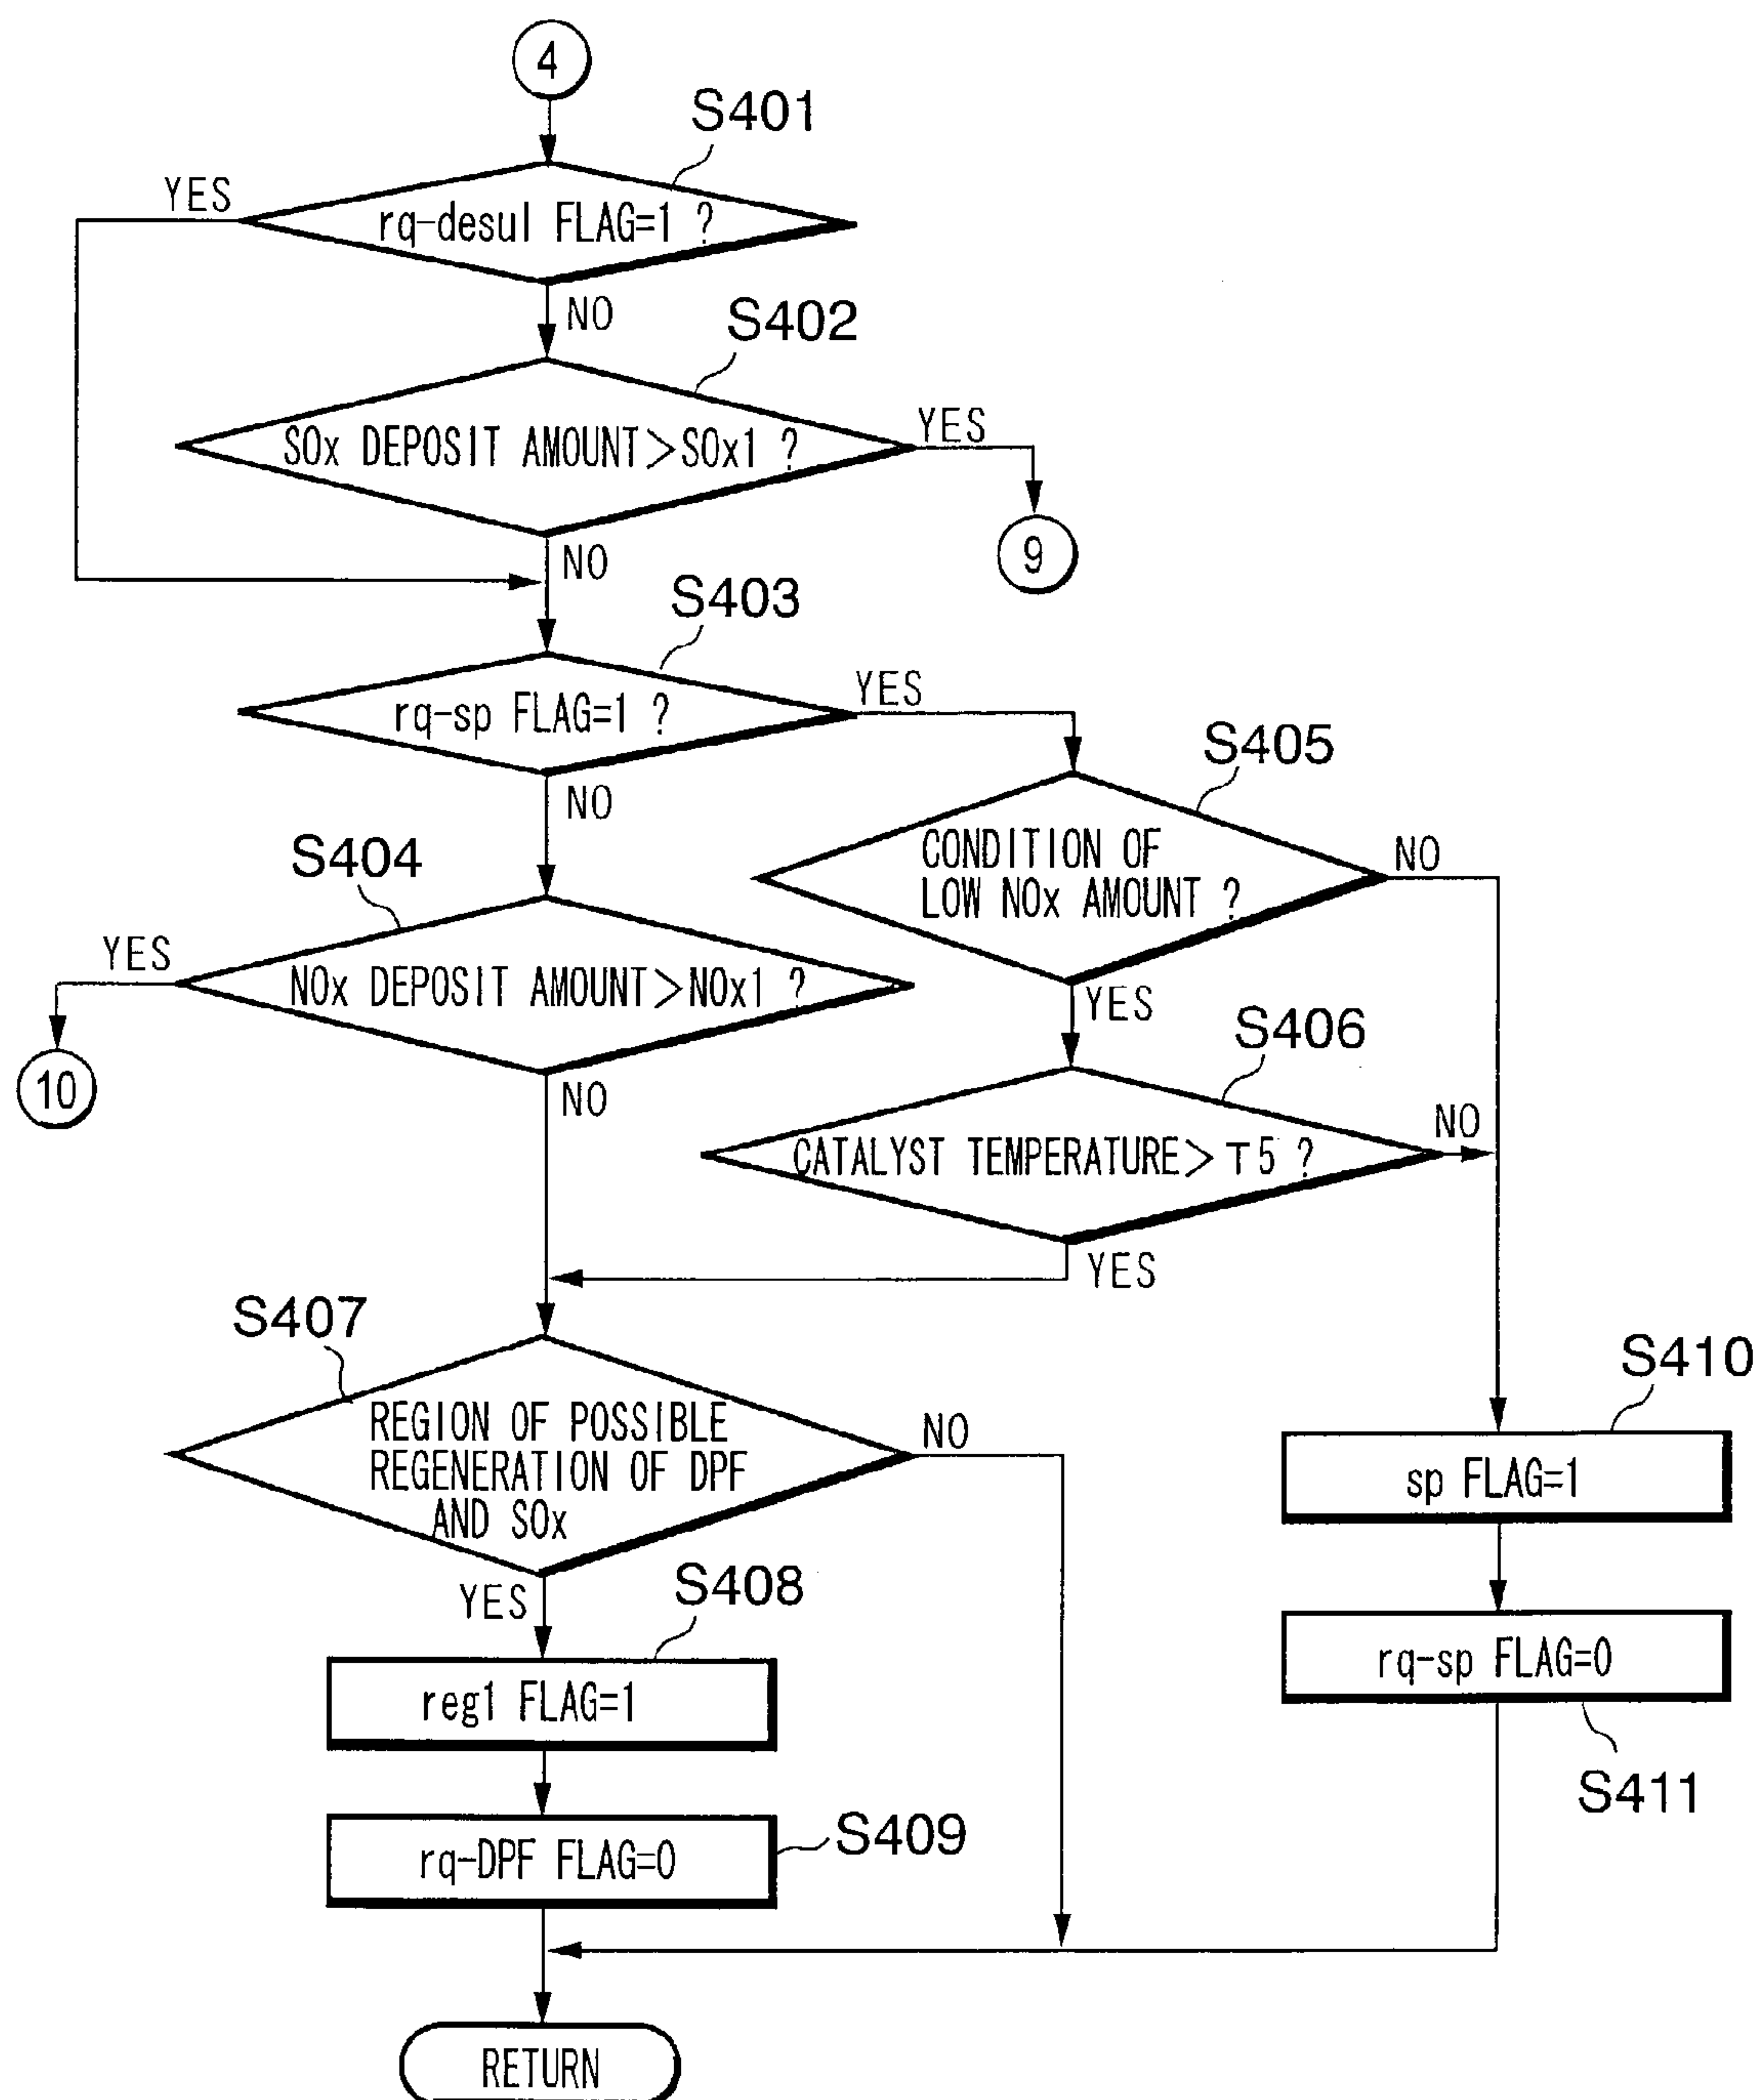 4
S401
YES
rq-desul FLAG=1 ?
NO
S402
SOx DEPOSIT AMOUNT>SOx1 ?
YES
9
NO
S403
rq-sp FLAG=1 ?
YES
NO
S405
CONDITION OF
LOW NOx AMOUNT ?
NO
YES
S404
YES
NOx DEPOSIT AMOUNT>NOx1 ?
10
NO
S406
CATALYST TEMPERATURE>T5 ?
NO
YES
S407
REGION OF POSSIBLE
REGENERATION OF DPF
AND SOx
NO
YES
S408
reg1 FLAG=1
rq-DPF FLAG=0
S409
S410
sp FLAG=1
rq-sp FLAG=0
S411
RETURN